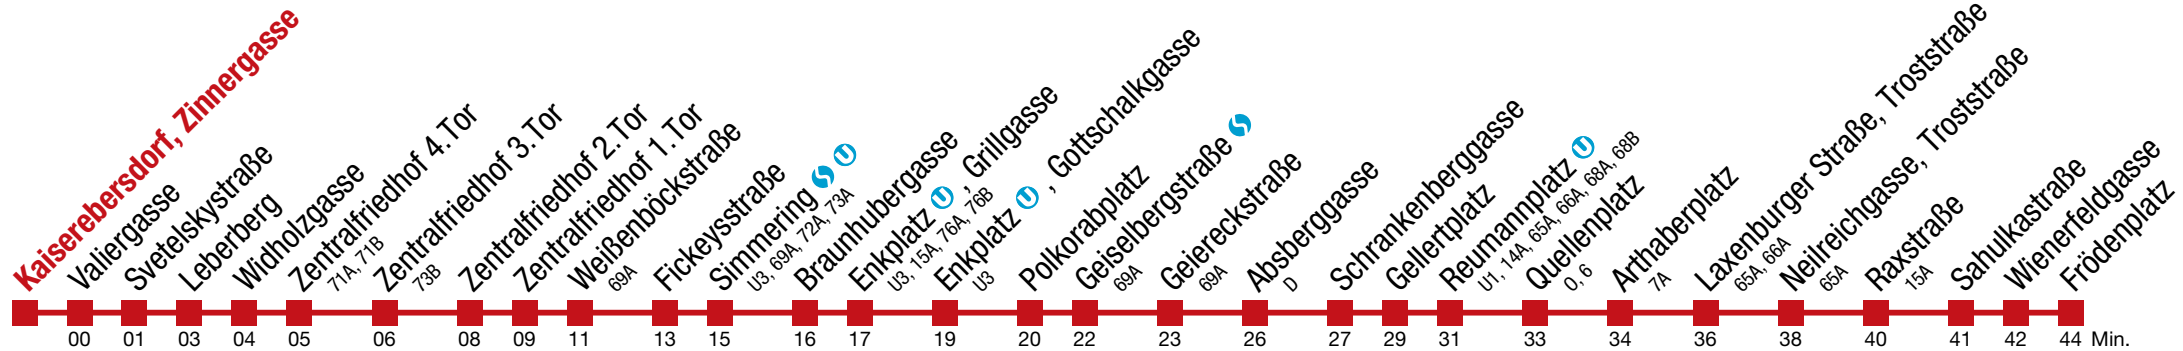 Kaiserebersdorf, Zinnergasse
Valiergasse
Svetelskystraße
Leberberg
Widholzgasse
Zentralfriedhof 4.Tor
71A, 71B
Zentralfriedhof 3.Tor
73B
Zentralfriedhof 2.Tor
Zentralfriedhof 1.Tor
Weißenböckstraße
69A
Fickeysstraße
Simmering
U3, 69A, 72A, 73A
Braunhubergasse
Enkplatz U, Grillgasse
U3, 15A, 76A, 76B
Enkplatz U, Gottschalkgasse
U3
Polkorabplatz
Geiselbergstraße
69A
Geiereckstraße
69A
Absberggasse
D
Schrankenberggasse
Gellertplatz
Reumannplatz U
U1, 14A, 65A, 66A, 68A, 68B
Quellenplatz
O, 6
Arthaberplatz
7A
Laxenburger Straße, Troststraße
65A, 66A
Neilreichgasse, Troststraße
65A
Raxstraße
15A
Sahulkastraße
Wienerfeldgasse
Frödenplatz
00 01 03 04 05 06 08 09 11 13 15 16 17 19 20 22 23 26 27 29 31 33 34 36 38 40 41 42 44 Min.